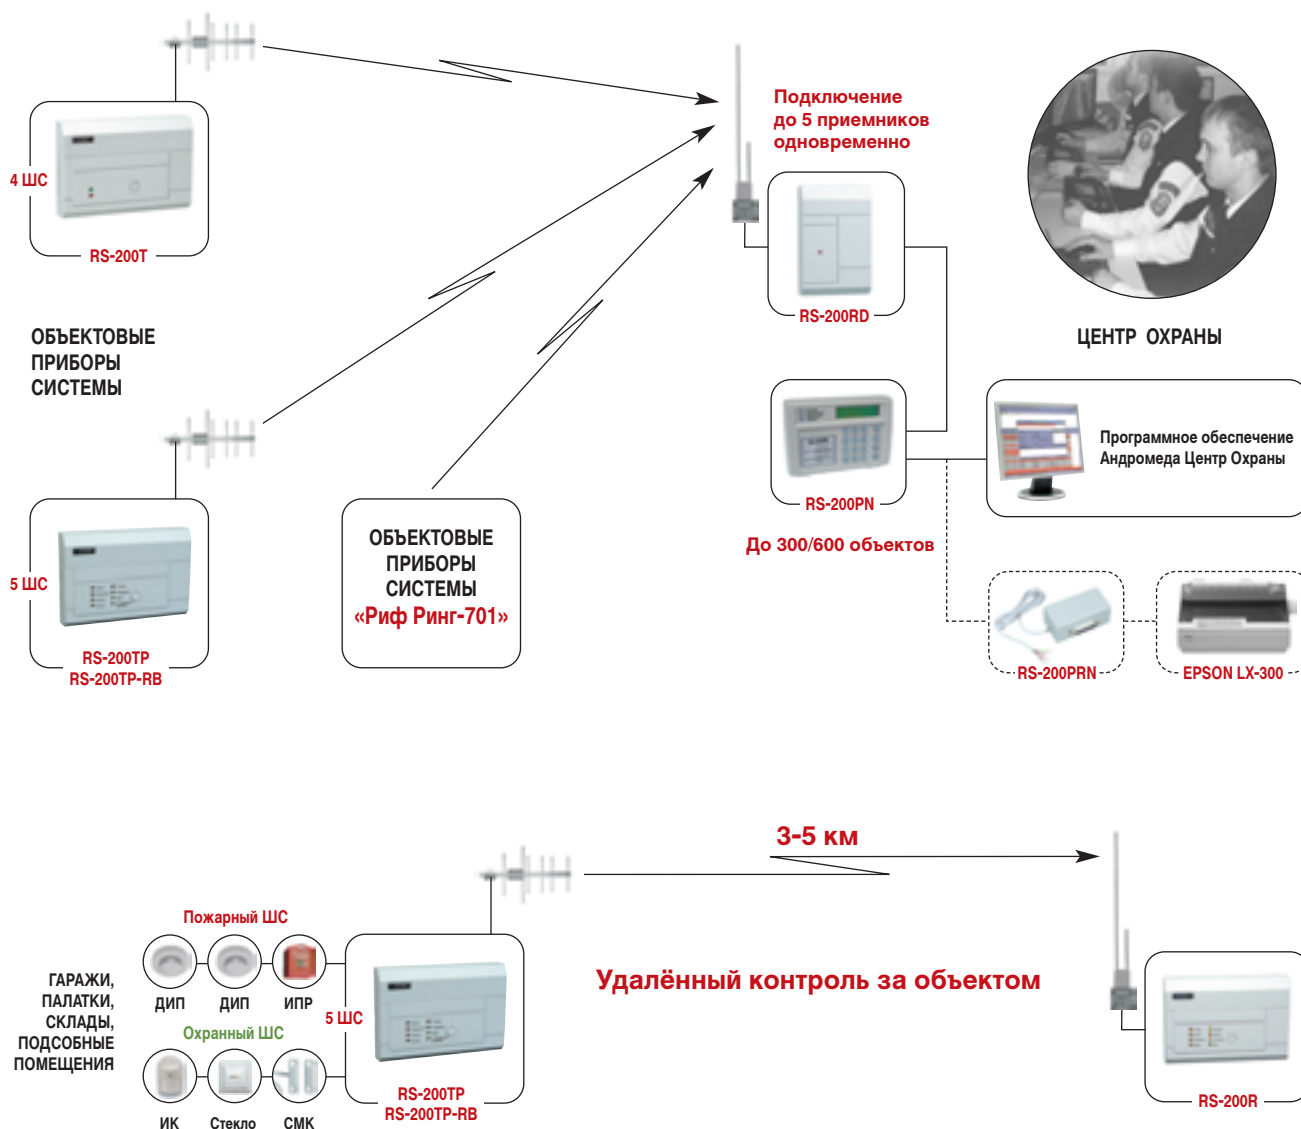 Подключение
до 5 приемников
одновременно
4 ШС
RS-200T
RS-200RD
ОБЪЕКТОВЫЕ
ПРИБОРЫ
СИСТЕМЫ
ЦЕНТР ОХРАНЫ
Программное обеспечение
Андромеда Центр Охраны
RS-200PN
До 300/600 объектов
5 ШС
RS-200TP
RS-200TP-RB
ОБЪЕКТОВЫЕ
ПРИБОРЫ
СИСТЕМЫ
«Риф Ринг-701»
RS-200PRN
EPSON LX-300
3-5 км
Пожарный ШС
ДИП
ДИП
ИПР
ГАРАЖИ,
ПАЛАТКИ,
СКЛАДЫ,
ПОДСОБНЫЕ
ПОМЕЩЕНИЯ
5 ШС
Охранный ШС
ИК
Стекло
СМК
RS-200TP
RS-200TP-RB
Удалённый контроль за объектом
RS-200R